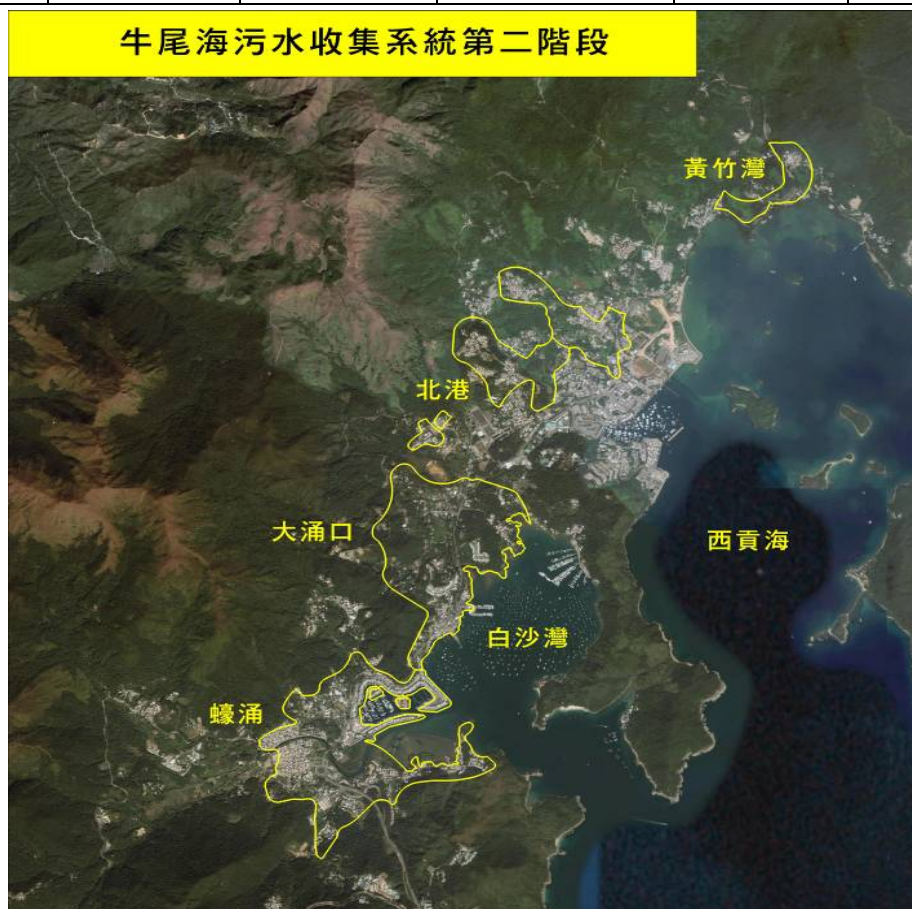 牛尾海污水收集系統第二階段
黃竹灣
北港
大涌口
西貢海
白沙灣
蠔涌